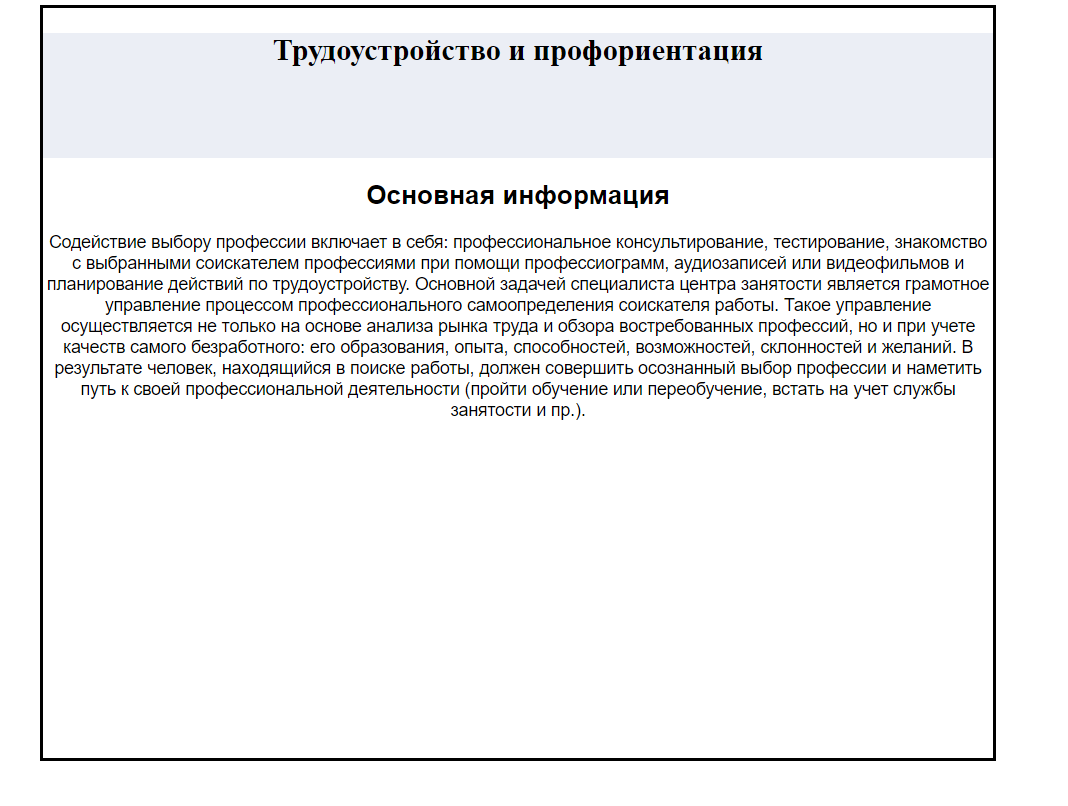 Трудоустройство и профориентация
Основная информация
Содействие выбору профессии включает в себя: профессиональное консультирование, тестирование, знакомство
с выбранными соискателем профессиями при помощи профессиограмм, аудиозаписей или видеофильмов и
планирование действий по трудоустройству. Основной задачей специалиста центра занятости является грамотное
управление процессом профессионального самоопределения соискателя работы. Такое управление
осуществляется не только на основе анализа рынка труда и обзора востребованных профессий, но и при учете
качеств самого безработного: его образования, опыта, способностей, возможностей, склонностей и желаний. В
результате человек, находящийся в поиске работы, должен совершить осознанный выбор профессии и наметить
путь к своей профессиональной деятельности (пройти обучение или переобучение, встать на учет службы
занятости и пр.).